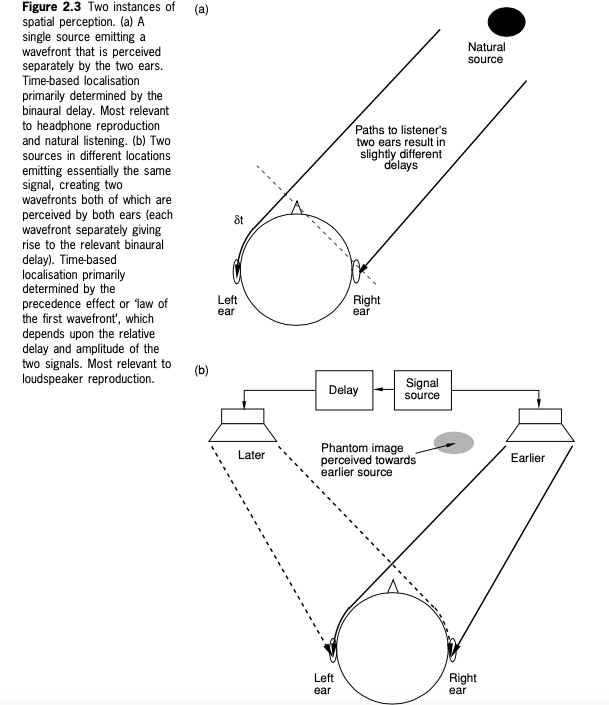 Figure 2.3 Two instances of
spatial perception. (a) A
single source emitting a
wavefront that is perceived
separately by the two ears.
Time-based localisation
primarily determined by the
binaural delay. Most relevant
to headphone reproduction
and natural listening. (b) Two
sources in different locations
emitting essentially the same
signal, creating two
wavefronts both of which are
perceived by both ears (each
wavefront separately giving
rise to the relevant binaural
delay). Time-based
localisation primarily
determined by the
precedence effect or ‘law of
the first wavefront’, which
depends upon the relative
delay and amplitude of the
two signals. Most relevant to
loudspeaker reproduction.
(a)
Natural
source
Paths to listener's
two ears result in
slightly different
delays
δt
Left
ear
Right
ear
(b)
Delay
Signal
source
Later
Phantom image
perceived towards
earlier source
Earlier
Left
ear
Right
ear